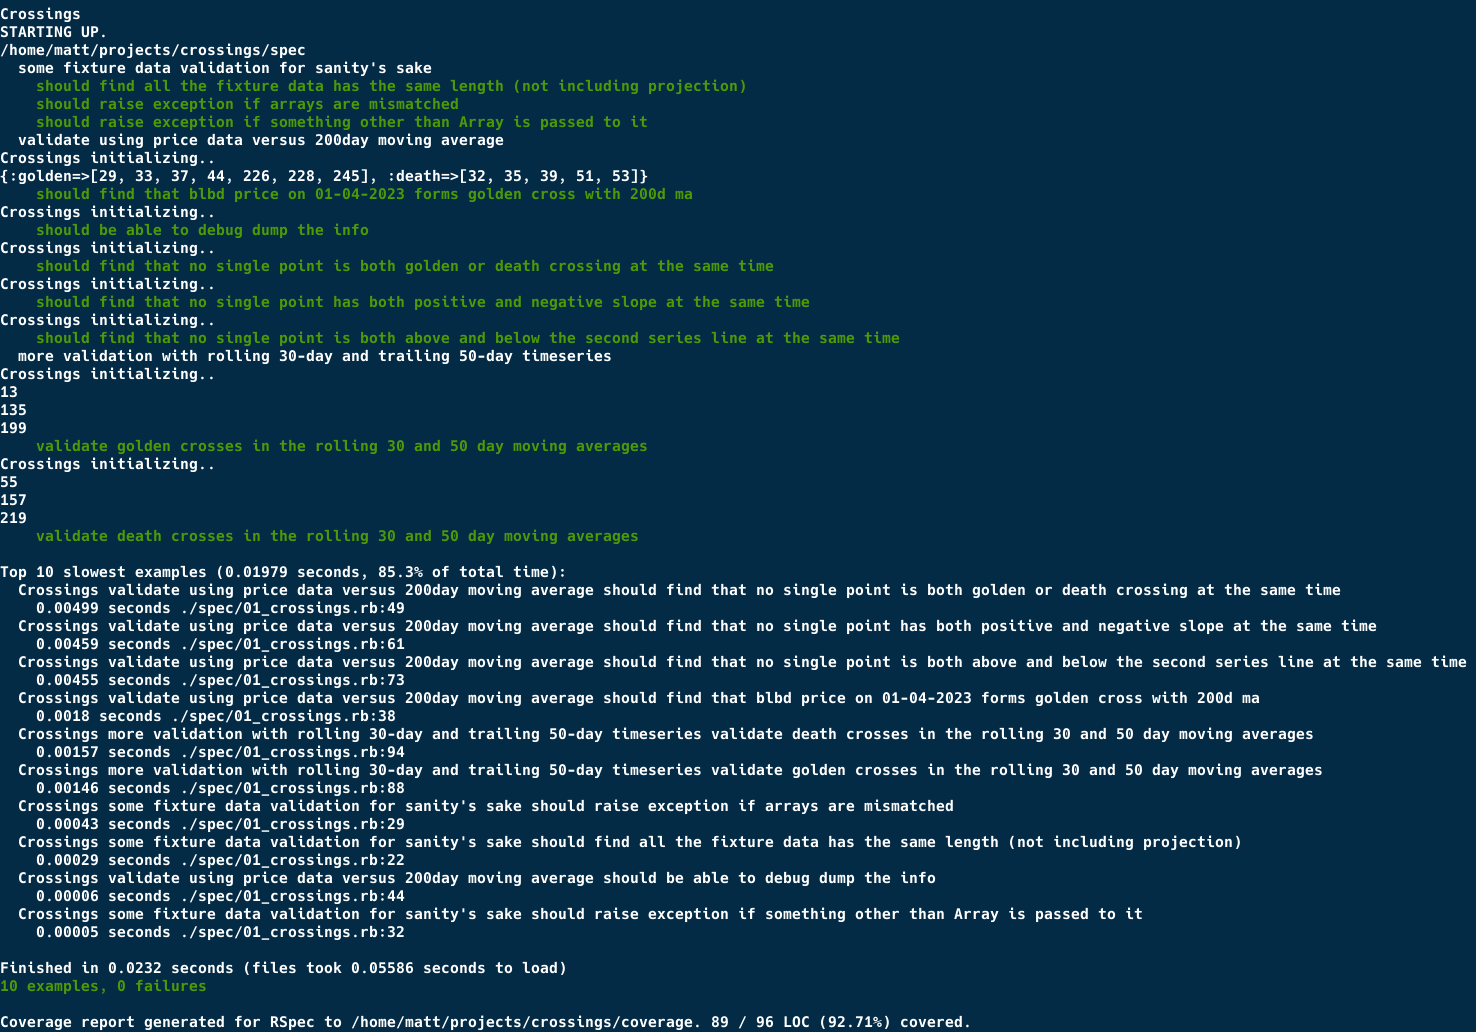 Crossings
STARTING UP.
/home/matt/projects/crossings/spec
  some fixture data validation for sanity's sake
    should find all the fixture data has the same length (not including projection)
    should raise exception if arrays are mismatched
    should raise exception if something other than Array is passed to it
  validate using price data versus 200day moving average
Crossings initializing..
{:golden=>[29, 33, 37, 44, 226, 228, 245], :death=>[32, 35, 39, 51, 53]}
    should find that blbd price on 01-04-2023 forms golden cross with 200d ma
Crossings initializing..
    should be able to debug dump the info
Crossings initializing..
    should find that no single point is both golden or death crossing at the same time
Crossings initializing..
    should find that no single point has both positive and negative slope at the same time
Crossings initializing..
    should find that no single point is both above and below the second series line at the same time
  more validation with rolling 30-day and trailing 50-day timeseries
Crossings initializing..
13
135
199
    validate golden crosses in the rolling 30 and 50 day moving averages
Crossings initializing..
55
157
219
    validate death crosses in the rolling 30 and 50 day moving averages

Top 10 slowest examples (0.01979 seconds, 85.3% of total time):
  Crossings validate using price data versus 200day moving average should find that no single point is both golden or death crossing at the same time
    0.00499 seconds ./spec/01_crossings.rb:49
  Crossings validate using price data versus 200day moving average should find that no single point has both positive and negative slope at the same time
    0.00459 seconds ./spec/01_crossings.rb:61
  Crossings validate using price data versus 200day moving average should find that no single point is both above and below the second series line at the same time
    0.00455 seconds ./spec/01_crossings.rb:73
  Crossings validate using price data versus 200day moving average should find that blbd price on 01-04-2023 forms golden cross with 200d ma
    0.0018 seconds ./spec/01_crossings.rb:38
  Crossings more validation with rolling 30-day and trailing 50-day timeseries validate death crosses in the rolling 30 and 50 day moving averages
    0.00157 seconds ./spec/01_crossings.rb:94
  Crossings more validation with rolling 30-day and trailing 50-day timeseries validate golden crosses in the rolling 30 and 50 day moving averages
    0.00146 seconds ./spec/01_crossings.rb:88
  Crossings some fixture data validation for sanity's sake should raise exception if arrays are mismatched
    0.00043 seconds ./spec/01_crossings.rb:29
  Crossings some fixture data validation for sanity's sake should find all the fixture data has the same length (not including projection)
    0.00029 seconds ./spec/01_crossings.rb:22
  Crossings validate using price data versus 200day moving average should be able to debug dump the info
    0.00006 seconds ./spec/01_crossings.rb:44
  Crossings some fixture data validation for sanity's sake should raise exception if something other than Array is passed to it
    0.00005 seconds ./spec/01_crossings.rb:32

Finished in 0.0232 seconds (files took 0.05586 seconds to load)
10 examples, 0 failures

Coverage report generated for RSpec to /home/matt/projects/crossings/coverage. 89 / 96 LOC (92.71%) covered.